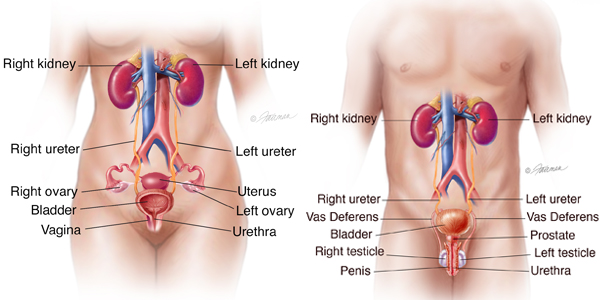 Right kidney
Left kidney
Right ureter
Left ureter
Right ovary
Uterus
Bladder
Left ovary
Vagina
Urethra
Right kidney
Left kidney
Right ureter
Left ureter
Vas Deferens
Vas Deferens
Bladder
Prostate
Right testicle
Left testicle
Penis
Urethra